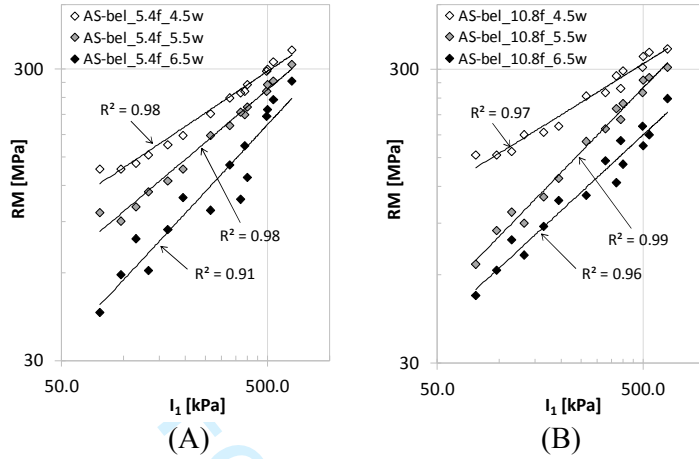 AS-bel_5.4f_4.5w
AS-bel_5.4f_5.5w
AS-bel_5.4f_6.5w
300
R² = 0.98
R² = 0.98
R² = 0.91
RM [MPa]
30
50.0
500.0
I₁ [kPa]
(A)
AS-bel_10.8f_4.5w
AS-bel_10.8f_5.5w
AS-bel_10.8f_6.5w
300
R² = 0.97
R² = 0.99
R² = 0.96
RM [MPa]
30
50.0
500.0
I₁ [kPa]
(B)